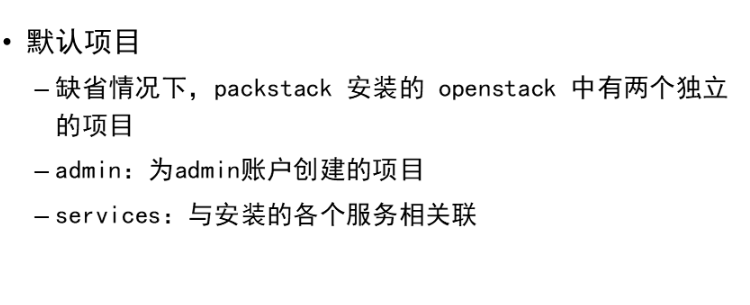 • 默认项目
– 缺省情况下，packstack 安装的 openstack 中有两个独立
的项目
– admin：为admin账户创建的项目
– services：与安装的各个服务相关联